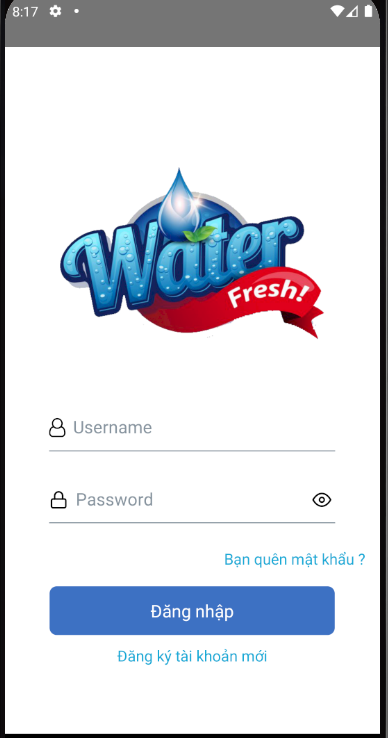 8:17
Water
Fresh!
Username
Password
Bạn quên mật khẩu ?
Đăng nhập
Đăng ký tài khoản mới